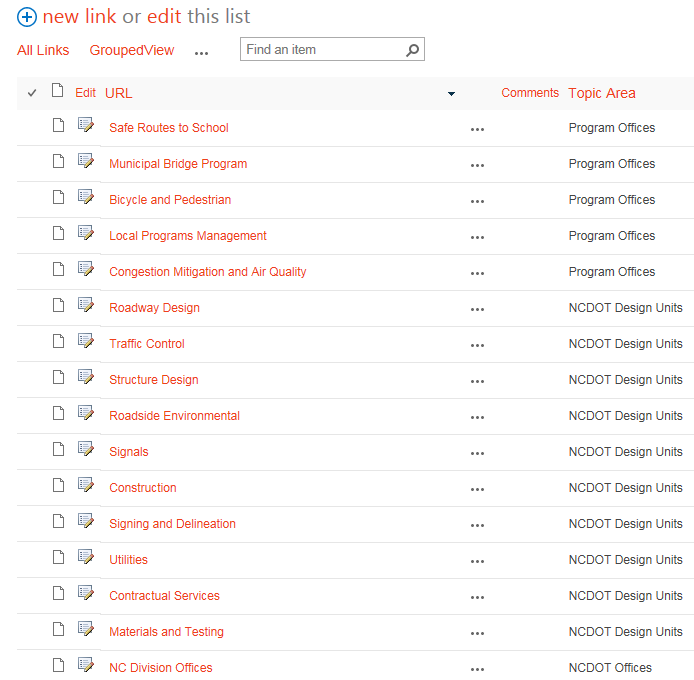 new link or edit this list
All Links GroupedView ... Find an item
Edit URL Comments Topic Area
Safe Routes to School ... Program Offices
Municipal Bridge Program ... Program Offices
Bicycle and Pedestrian ... Program Offices
Local Programs Management ... Program Offices
Congestion Mitigation and Air Quality ... Program Offices
Roadway Design ... NCDOT Design Units
Traffic Control ... NCDOT Design Units
Structure Design ... NCDOT Design Units
Roadside Environmental ... NCDOT Design Units
Signals ... NCDOT Design Units
Construction ... NCDOT Design Units
Signing and Delineation ... NCDOT Design Units
Utilities ... NCDOT Design Units
Contractual Services ... NCDOT Design Units
Materials and Testing ... NCDOT Design Units
NC Division Offices ... NCDOT Offices